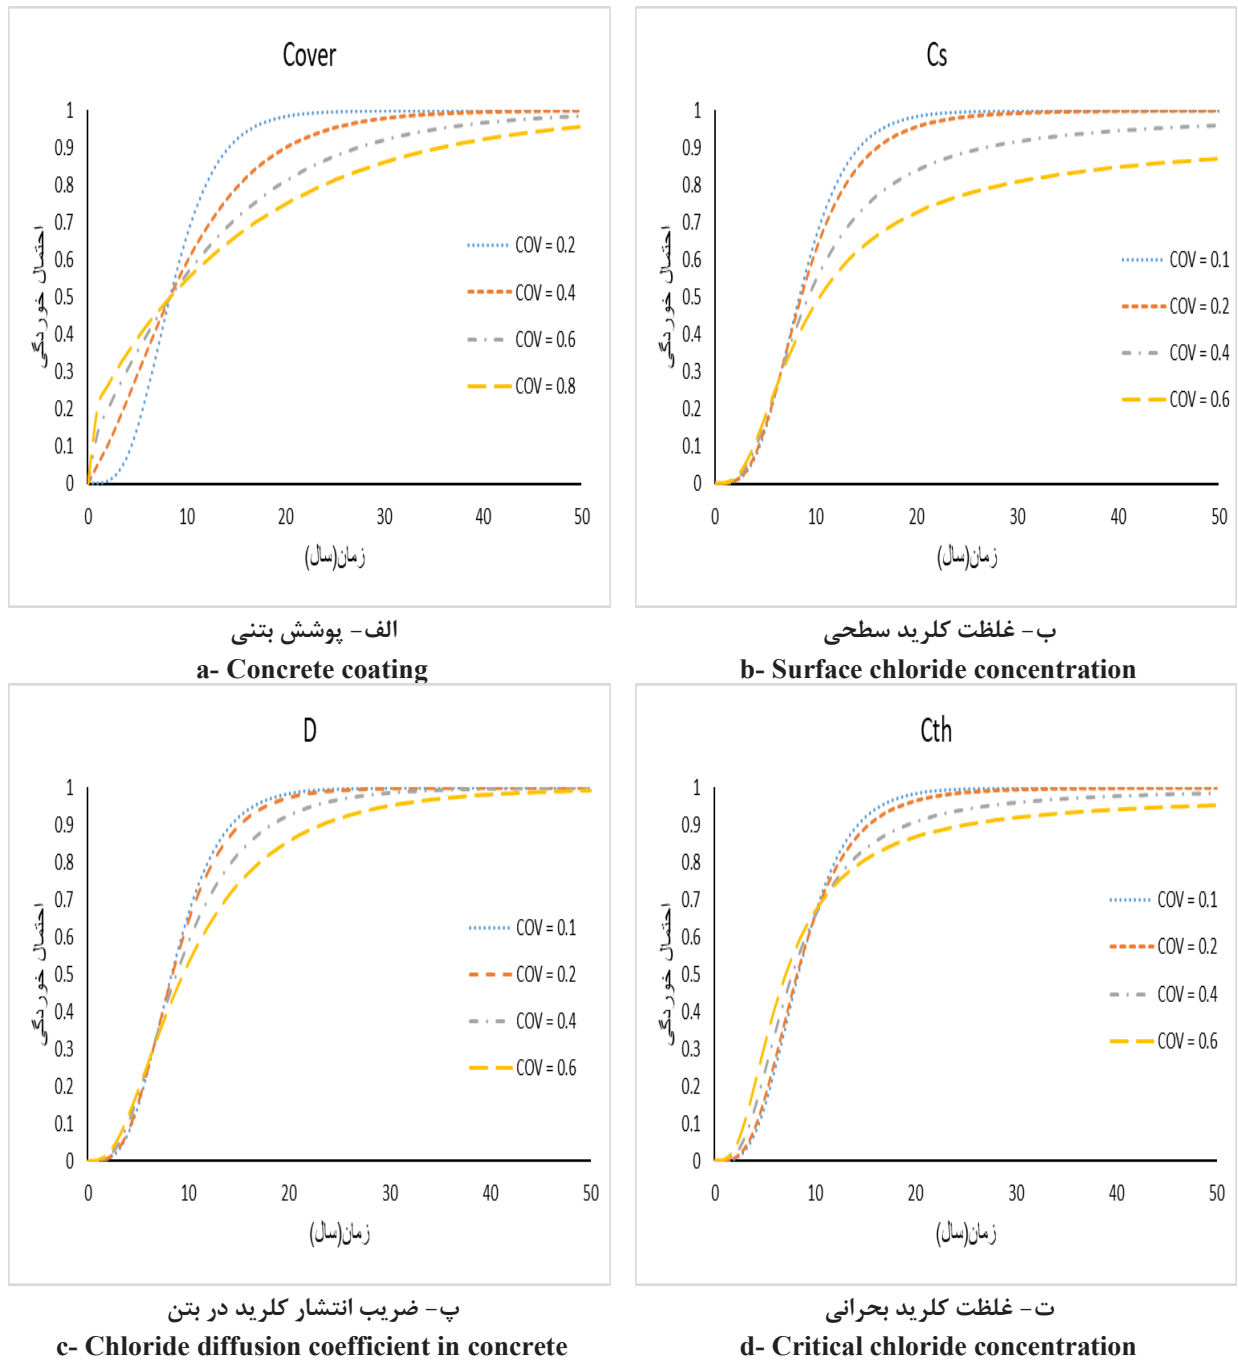 Cover
1
0.9
0.8
0.7
0.6
0.5
0.4
0.3
0.2
0.1
0
احتمال خوردگی
COV = 0.2
COV = 0.4
COV = 0.6
COV = 0.8
0 10 20 30 40 50
زمان(سال)
الف- پوشش بتنی
a- Concrete coating
Cs
1
0.9
0.8
0.7
0.6
0.5
0.4
0.3
0.2
0.1
0
احتمال خوردگی
COV = 0.1
COV = 0.2
COV = 0.4
COV = 0.6
0 10 20 30 40 50
زمان(سال)
ب- غلظت کلرید سطحی
b- Surface chloride concentration
D
1
0.9
0.8
0.7
0.6
0.5
0.4
0.3
0.2
0.1
0
احتمال خوردگی
COV = 0.1
COV = 0.2
COV = 0.4
COV = 0.6
0 10 20 30 40 50
زمان(سال)
پ- ضریب انتشار کلرید در بتن
c- Chloride diffusion coefficient in concrete
Cth
1
0.9
0.8
0.7
0.6
0.5
0.4
0.3
0.2
0.1
0
احتمال خوردگی
COV = 0.1
COV = 0.2
COV = 0.4
COV = 0.6
0 10 20 30 40 50
زمان(سال)
ت- غلظت کلرید بحرانی
d- Critical chloride concentration